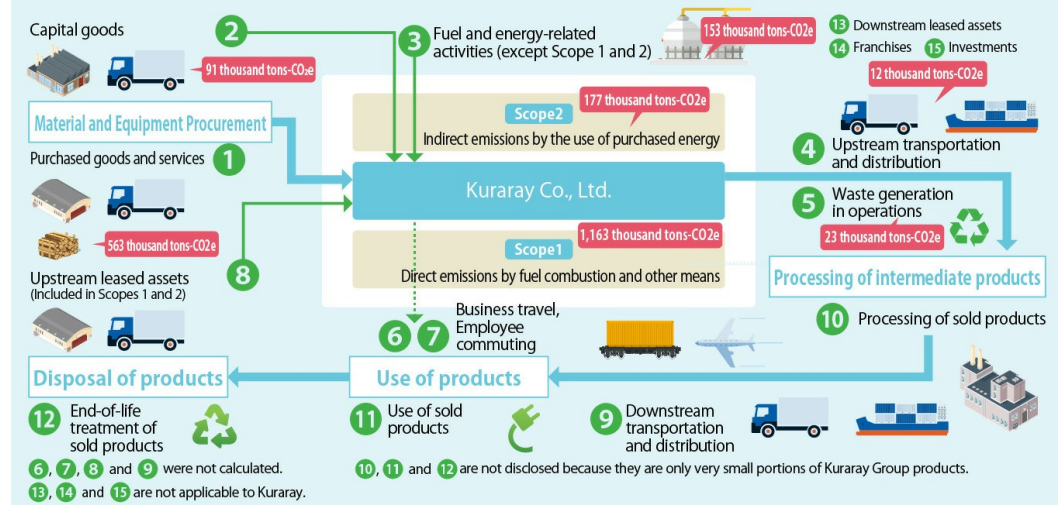 Capital goods
2
91 thousand tons-CO₂e
3
Fuel and energy-related
activities (except Scope 1 and 2)
153 thousand tons-CO2e
13 Downstream leased assets
14 Franchises 15 Investments
12 thousand tons-CO2e
Material and Equipment Procurement
Purchased goods and services 1
563 thousand tons-CO2e
8
Upstream leased assets
(Included in Scopes 1 and 2)
Scope2
177 thousand tons-CO2e
Indirect emissions by the use of purchased energy
Kuraray Co., Ltd.
1,163 thousand tons-CO2e
Scope1
Direct emissions by fuel combustion and other means
4 Upstream transportation
and distribution
5 Waste generation
in operations
23 thousand tons-CO2e
Processing of intermediate products
10 Processing of sold products
6 7 Business travel,
Employee
commuting
Disposal of products
Use of products
12 End-of-life
treatment of
sold products
11 Use of sold
products
9 Downstream
transportation
and distribution
6, 7, 8 and 9 were not calculated.
10, 11 and 12 are not disclosed because they are only very small portions of Kuraray Group products.
13, 14 and 15 are not applicable to Kuraray.